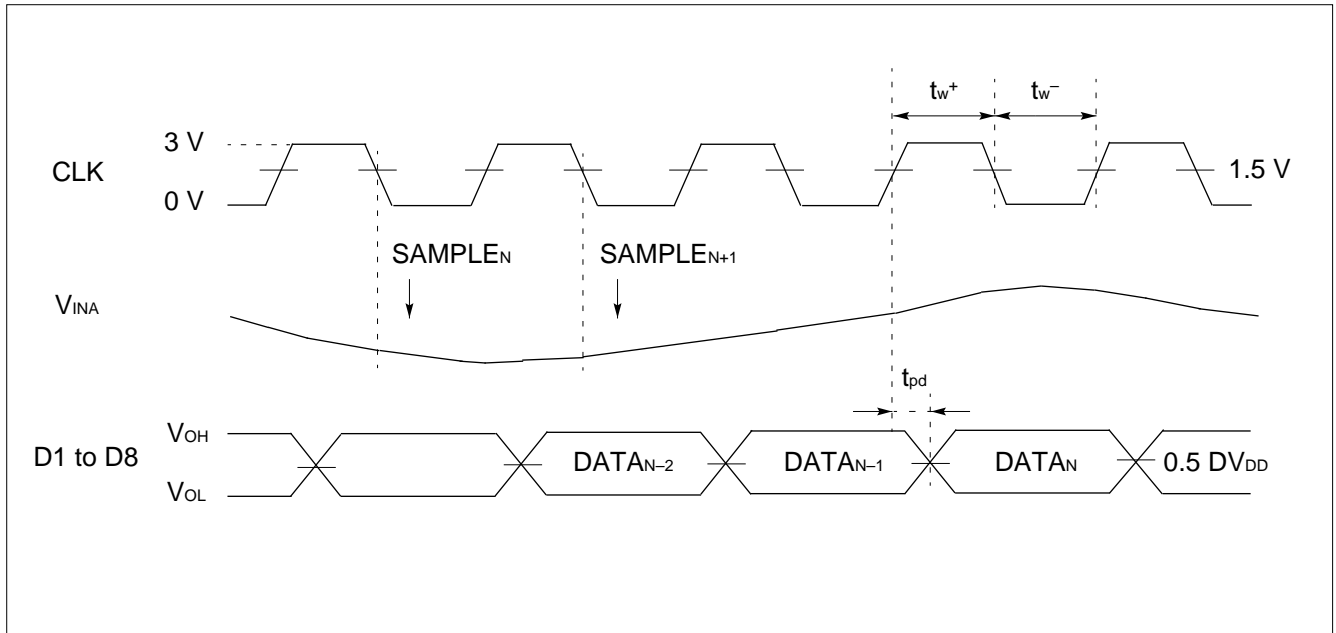 tw+ tw–
3 V
CLK
1.5 V
0 V
SAMPLEN SAMPLEN+1
VINA
tpd
VOH
D1 to D8 DATAN–2 DATAN–1 DATAN 0.5 DVDD
VOL